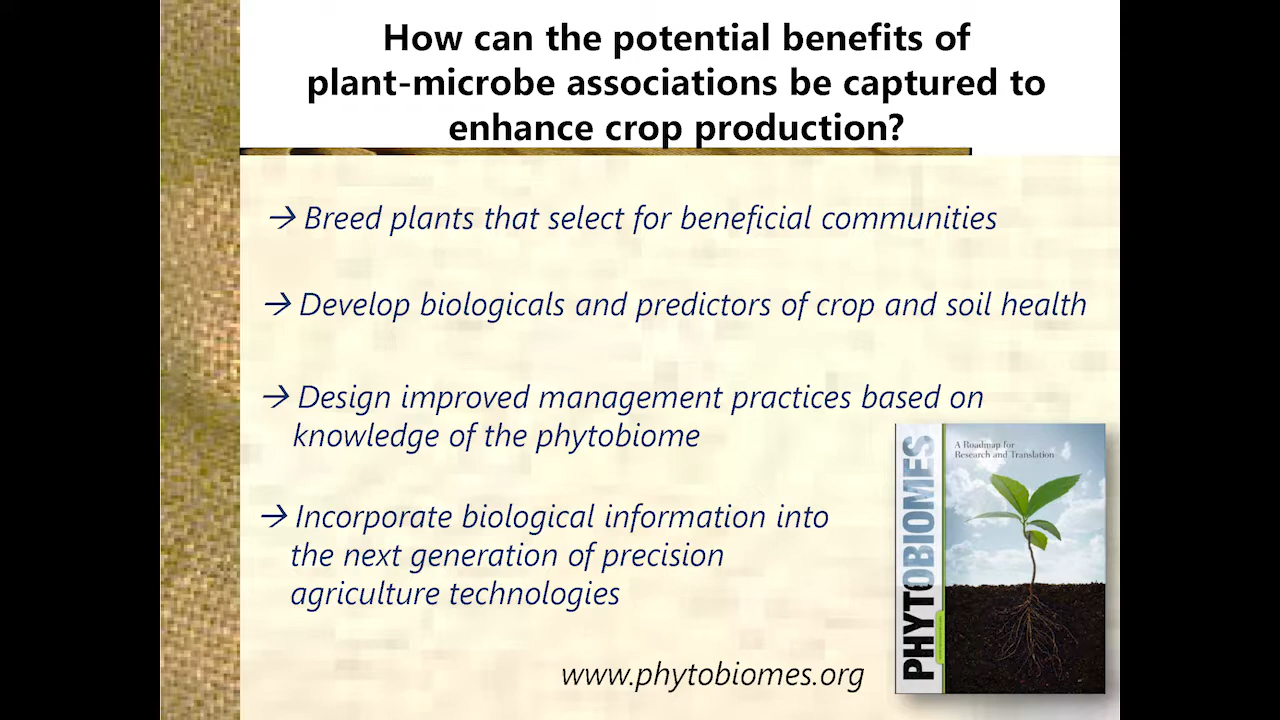 How can the potential benefits of
plant-microbe associations be captured to
enhance crop production?
→ Breed plants that select for beneficial communities
→ Develop biologicals and predictors of crop and soil health
→ Design improved management practices based on
knowledge of the phytobiome
→ Incorporate biological information into
the next generation of precision
agriculture technologies
A Roadmap for
Research and Translation
PHYTOBIOMES
www.phytobiomes.org